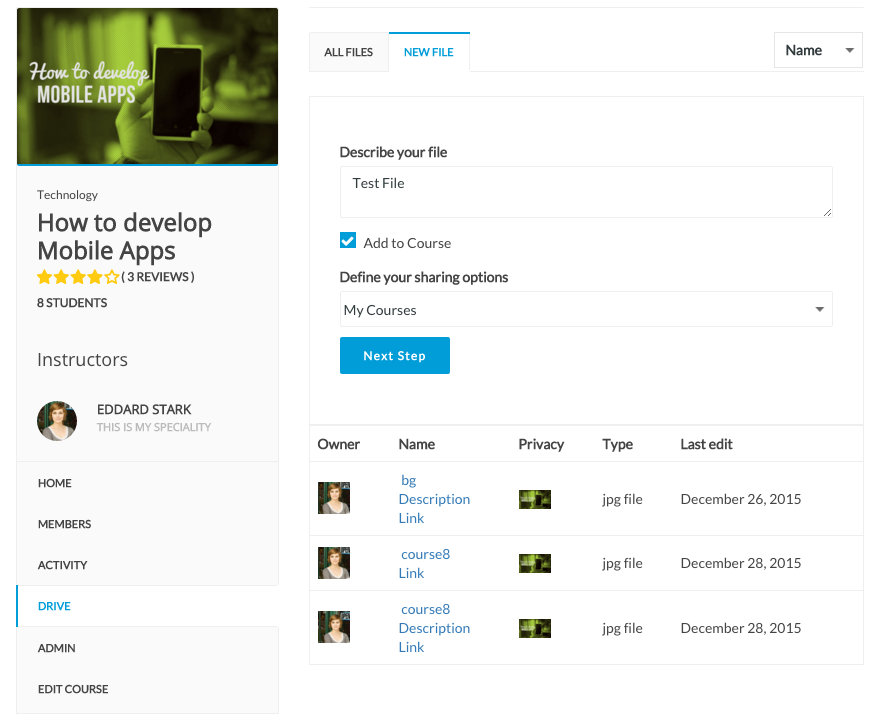 How to develop
MOBILE APPS
Technology
How to develop
Mobile Apps
( 3 REVIEWS )
8 STUDENTS
Instructors
EDDARD STARK
THIS IS MY SPECIALITY
HOME
MEMBERS
ACTIVITY
DRIVE
ADMIN
EDIT COURSE
ALL FILES NEW FILE Name
Describe your file
Test File
Add to Course
Define your sharing options
My Courses
Next Step
Owner Name Privacy Type Last edit
bg
Description jpg file December 26, 2015
Link
course8
Link
jpg file December 28, 2015
course8
Description jpg file December 28, 2015
Link